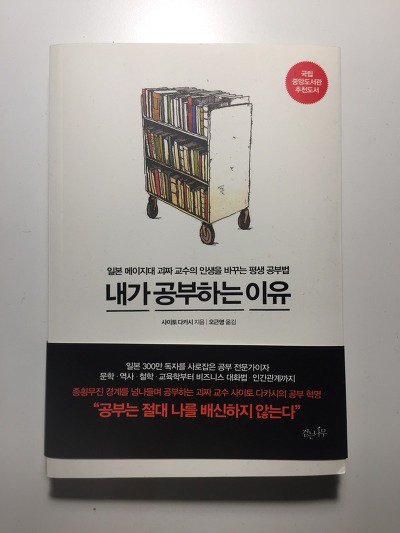 국립
중앙도서관
추천도서
일본 메이지대 괴짜 교수의 인생을 바꾸는 평생 공부법
내가 공부하는 이유
사이토 다카시 지음 | 오근영 옮김
일본 300만 독자를 사로잡은 공부 전문가이자
문학 · 역사 · 철학 · 교육학부터 비즈니스 대화법 · 인간관계까지
종횡무진 경계를 넘나들며 공부하는 괴짜 교수 사이토 다카시의 공부 혁명
“공부는 절대 나를 배신하지 않는다”
걷는나무